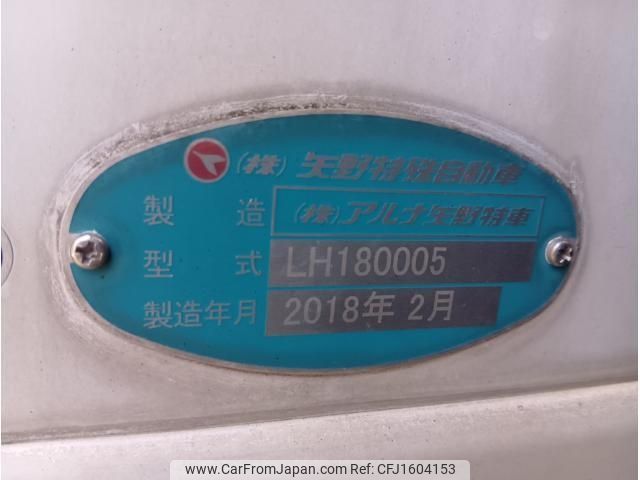 (株)矢野特殊自動車
製造 (株)アルナ矢野特車
型式 LH180005
製造年月 2018年 2月
www.CarFromJapan.com REF ID: CFJ1604153